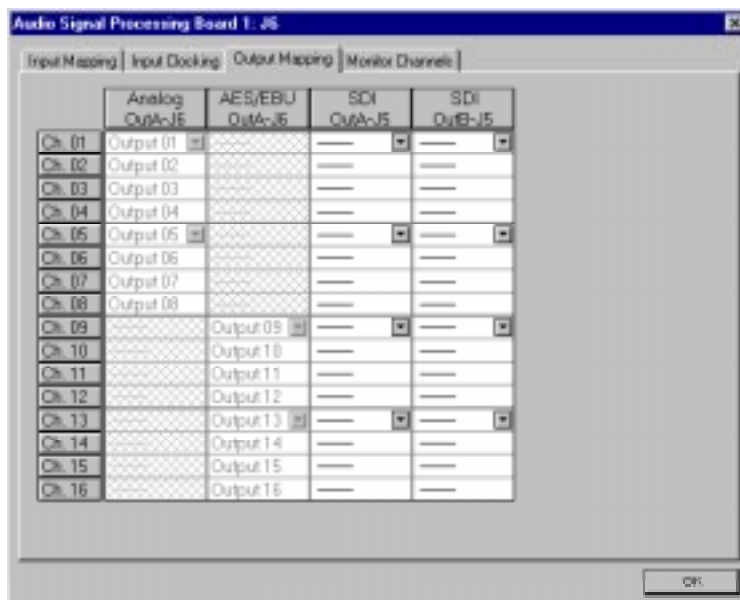 Audio Signal Processing Board 1: J6
Input Mapping Input Clocking Output Mapping Monitor Channels
Analog OutA-J6 AES/EBU OutA-J6 SDI OutA-J5 SDI OutB-J5
Ch. 01 Output 01
Ch. 02 Output 02
Ch. 03 Output 03
Ch. 04 Output 04
Ch. 05 Output 05
Ch. 06 Output 06
Ch. 07 Output 07
Ch. 08 Output 08
Ch. 09 Output 09
Ch. 10 Output 10
Ch. 11 Output 11
Ch. 12 Output 12
Ch. 13 Output 13
Ch. 14 Output 14
Ch. 15 Output 15
Ch. 16 Output 16
OK